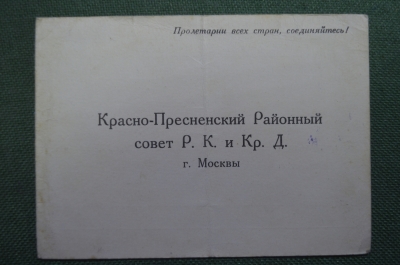 Пролетарии всех стран, соединяйтесь!
Красно-Пресненский Районный
совет Р. К. и Кр. Д.
г. Москвы